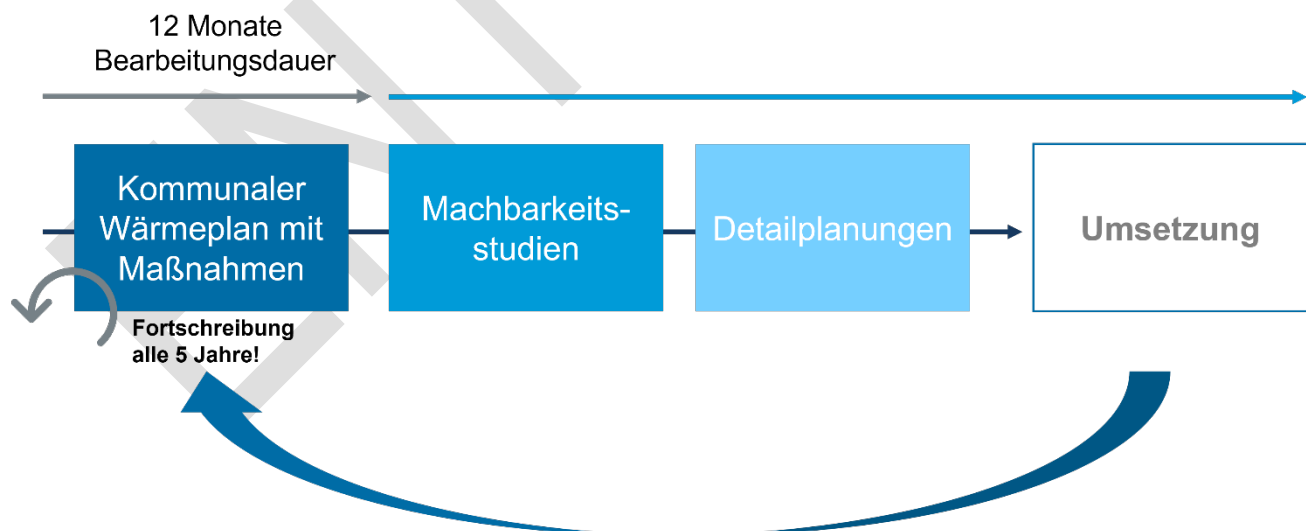 12 Monate
Bearbeitungsdauer
Kommunaler
Wärmeplan mit
Maßnahmen
Machbarkeits-
studien
Detailplanungen
Umsetzung
Fortschreibung
alle 5 Jahre!